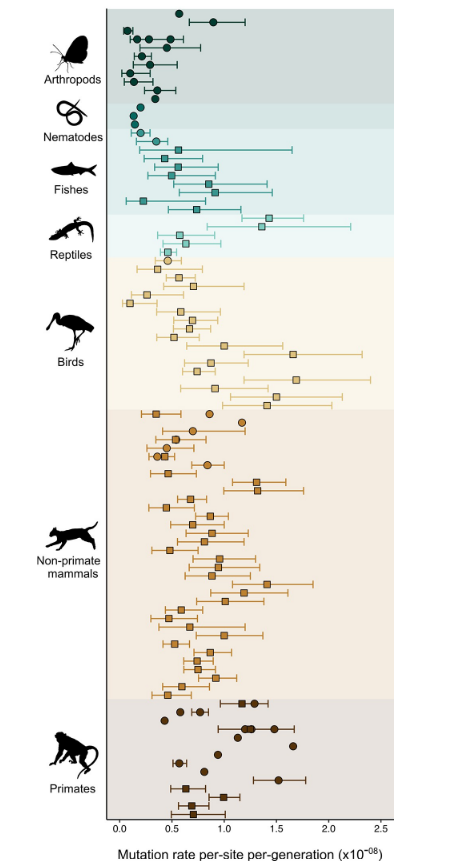 Arthropods
Nematodes
Fishes
Reptiles
Birds
Non-primate
mammals
Primates
0.0 0.5 1.0 1.5 2.0 2.5
Mutation rate per-site per-generation (x10⁻⁰⁸)